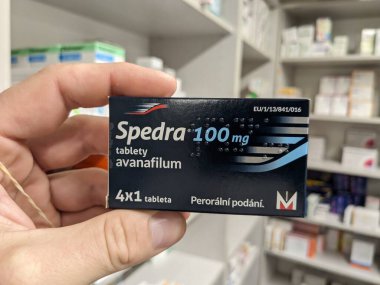 EU/1/13/841/016
Spedra 100 mg
tablety
avanafilum
4x1 tableta
Perorální podání.
M